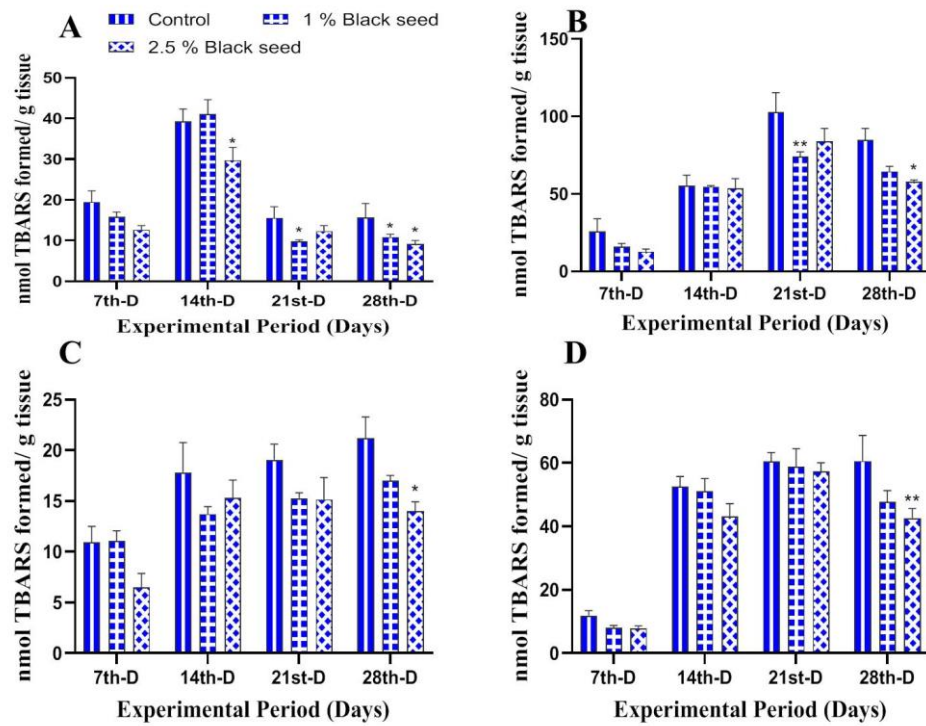 A
Control
1 % Black seed
2.5 % Black seed
nmol TBARS formed/ g tissue
50
40
30
20
10
0
*
*
*
*
7th-D 14th-D 21st-D 28th-D
Experimental Period (Days)
B
nmol TBARS formed/ g tissue
150
100
50
0
**
*
7th-D 14th-D 21st-D 28th-D
Experimental Period (Days)
C
nmol TBARS formed/ g tissue
25
20
15
10
5
0
*
7th-D 14th-D 21st-D 28th-D
Experimental Period (Days)
D
nmol TBARS formed/ g tissue
80
60
40
20
0
**
7th-D 14th-D 21st-D 28th-D
Experimental Period (Days)